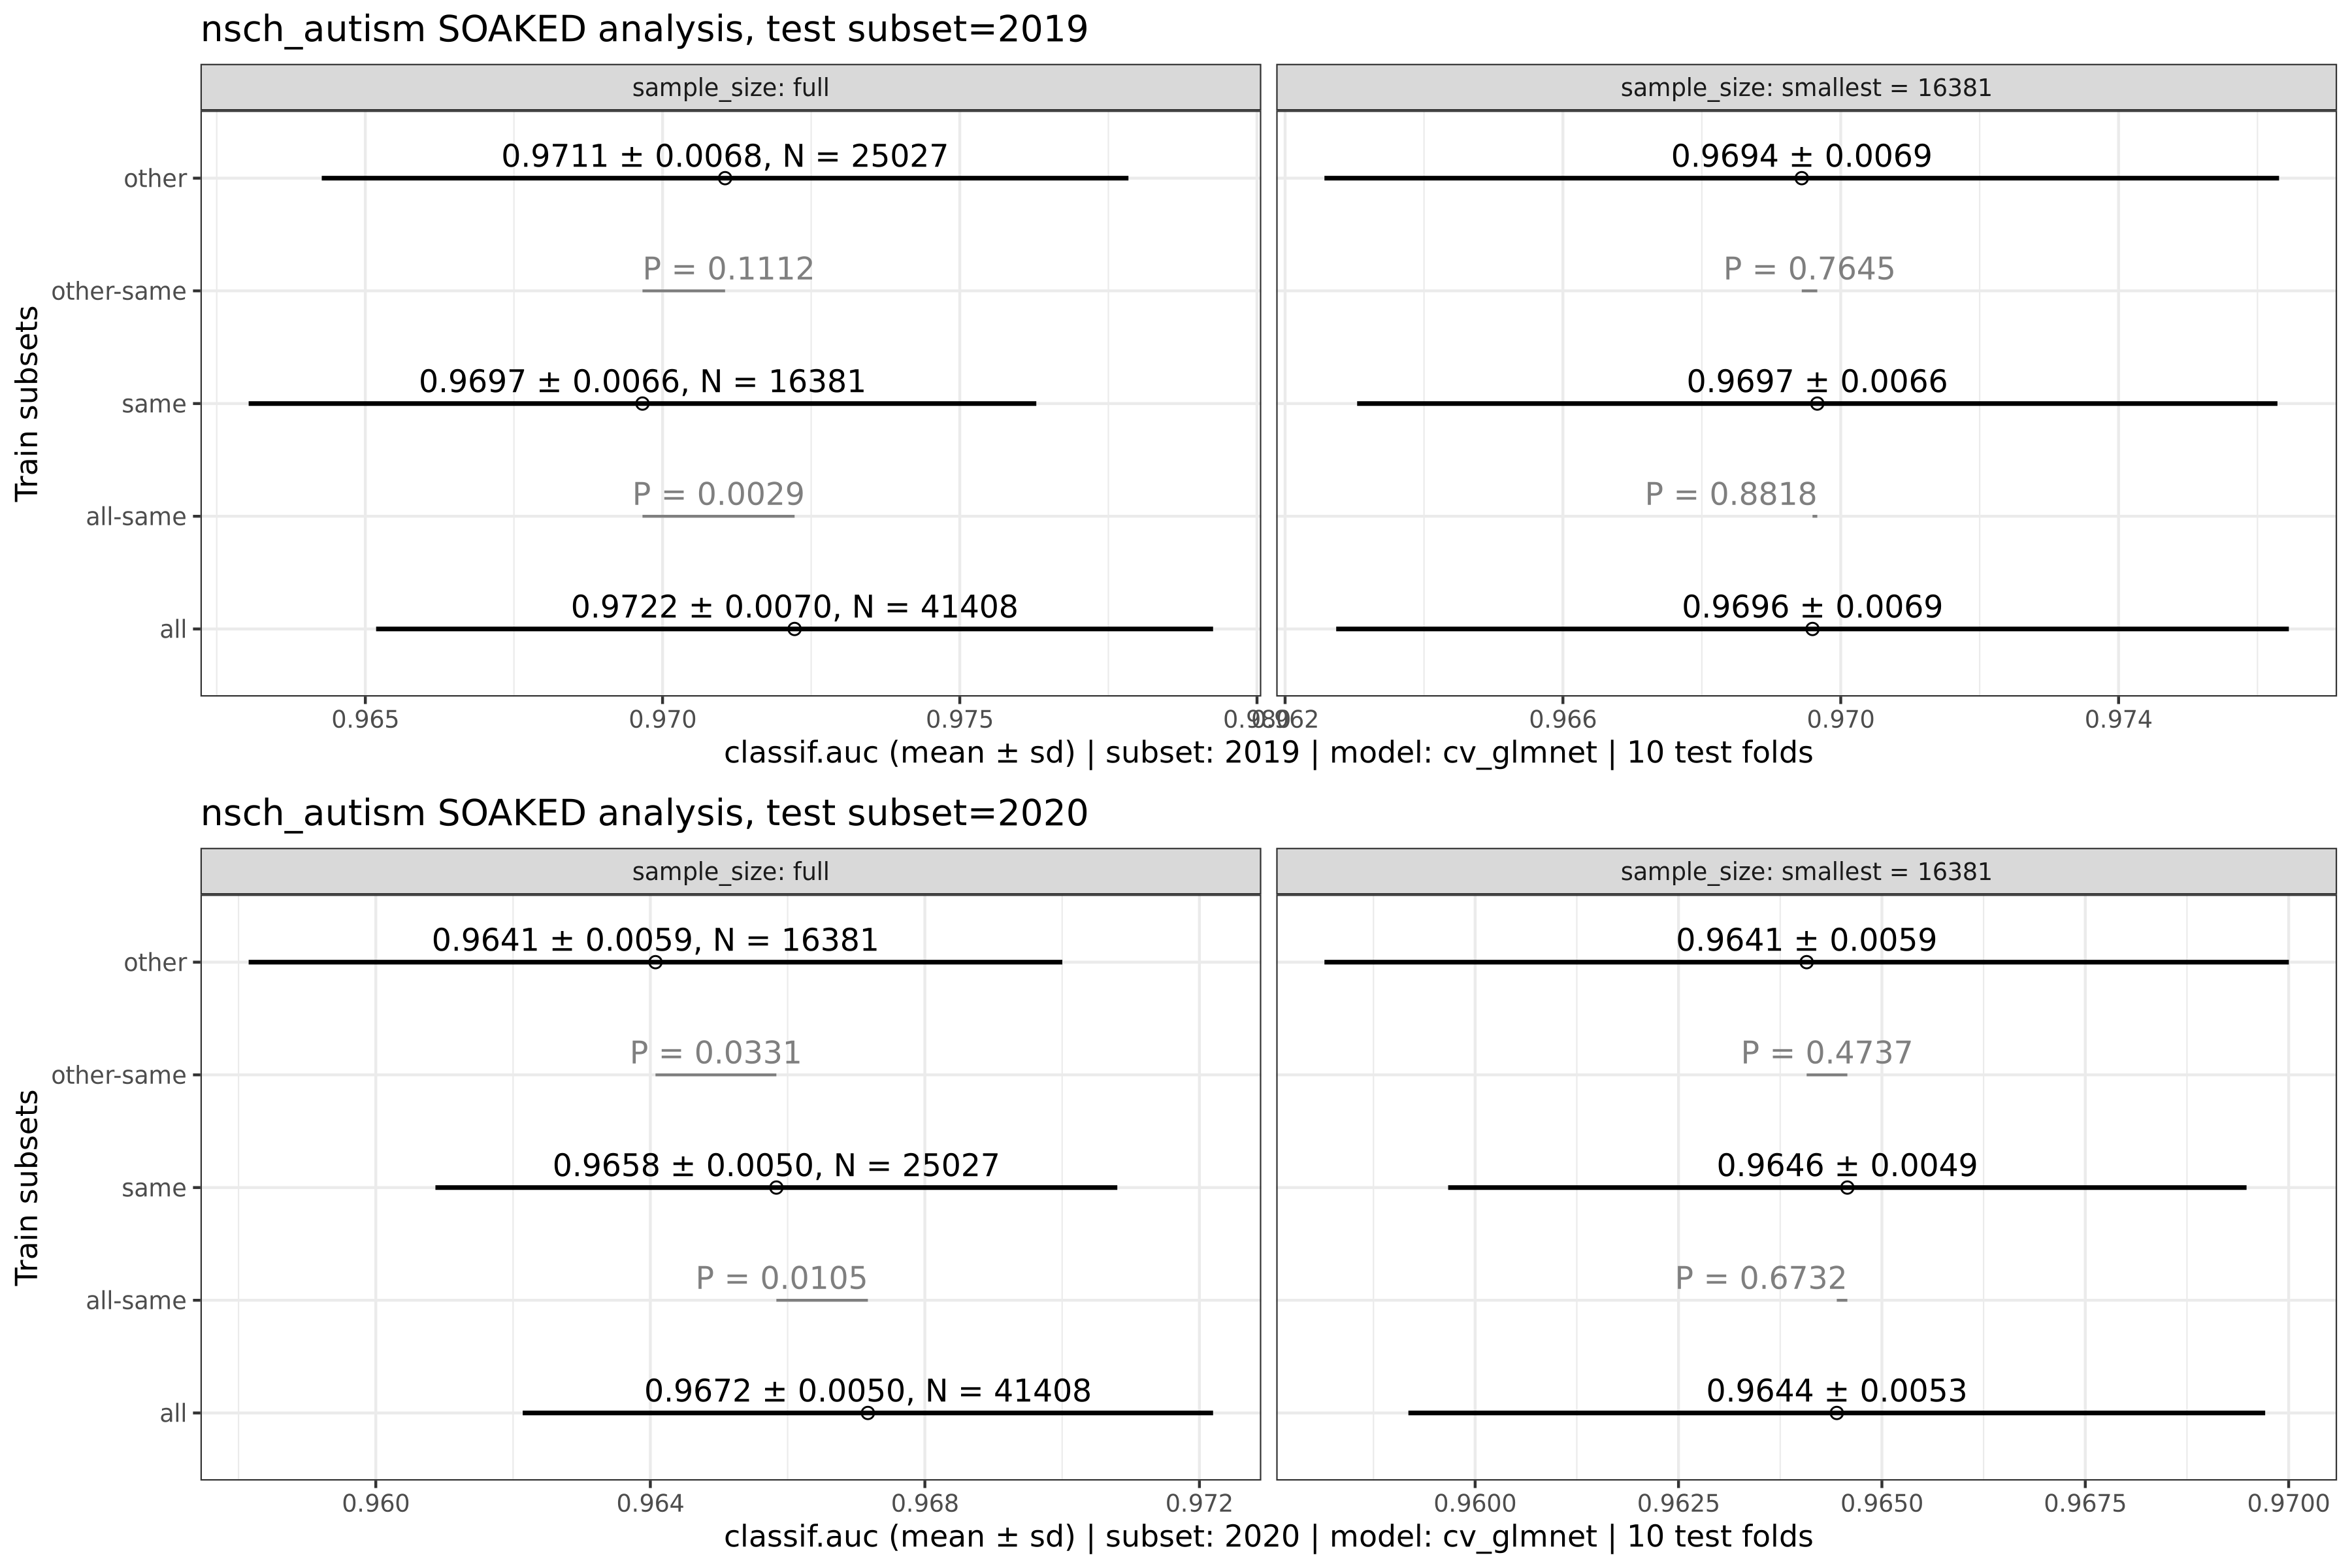 nsch_autism SOAKED analysis, test subset=2019
sample_size: full
sample_size: smallest = 16381
Train subsets
other
0.9711 ± 0.0068, N = 25027
0.9694 ± 0.0069
other-same
P = 0.1112
P = 0.7645
same
0.9697 ± 0.0066, N = 16381
0.9697 ± 0.0066
all-same
P = 0.0029
P = 0.8818
all
0.9722 ± 0.0070, N = 41408
0.9696 ± 0.0069
0.965 0.970 0.975 0.980
0.962 0.966 0.970 0.974
classif.auc (mean ± sd) | subset: 2019 | model: cv_glmnet | 10 test folds
nsch_autism SOAKED analysis, test subset=2020
sample_size: full
sample_size: smallest = 16381
Train subsets
other
0.9641 ± 0.0059, N = 16381
0.9641 ± 0.0059
other-same
P = 0.0331
P = 0.4737
same
0.9658 ± 0.0050, N = 25027
0.9646 ± 0.0049
all-same
P = 0.0105
P = 0.6732
all
0.9672 ± 0.0050, N = 41408
0.9644 ± 0.0053
0.960 0.964 0.968 0.972
0.9600 0.9625 0.9650 0.9675 0.9700
classif.auc (mean ± sd) | subset: 2020 | model: cv_glmnet | 10 test folds